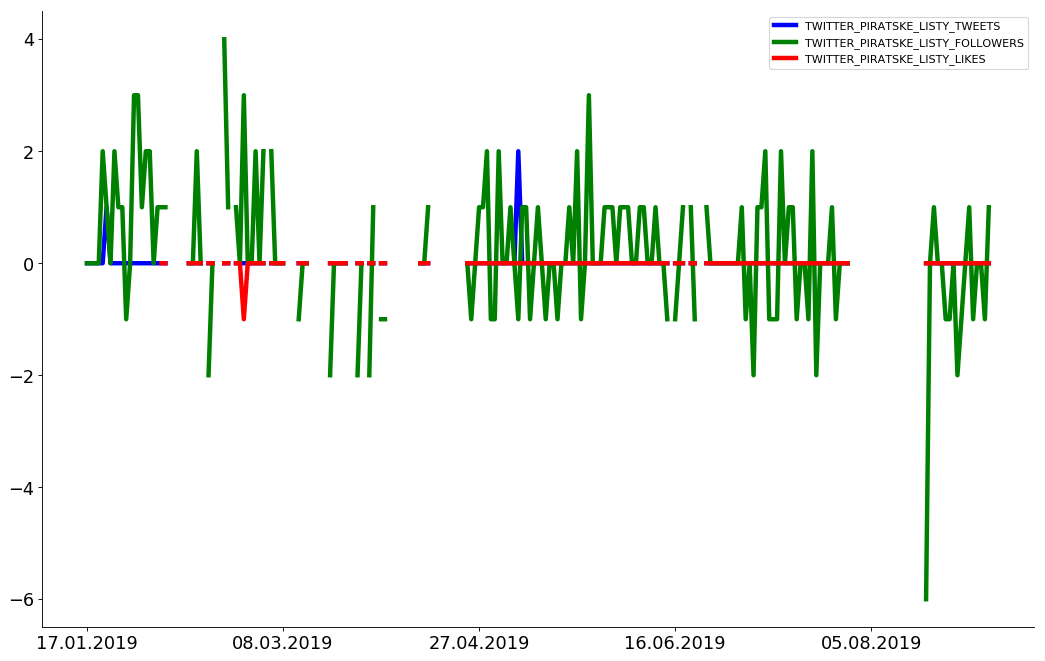 TWITTER_PIRATSKE_LISTY_TWEETS
TWITTER_PIRATSKE_LISTY_FOLLOWERS
TWITTER_PIRATSKE_LISTY_LIKES
4
2
0
−2
−4
−6
17.01.2019 08.03.2019 27.04.2019 16.06.2019 05.08.2019